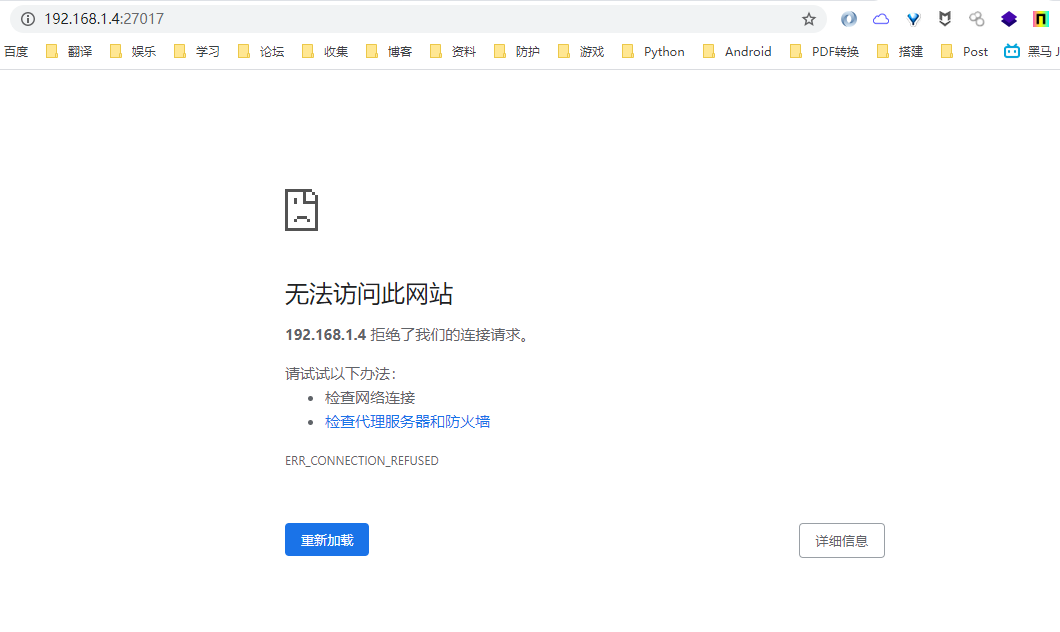 192.168.1.4:27017
百度 翻译 娱乐 学习 论坛 收集 博客 资料 防护 游戏 Python Android PDF转换 搭建 Post 黑马 J
无法访问此网站
192.168.1.4 拒绝了我们的连接请求。
请试试以下办法：
检查网络连接
检查代理服务器和防火墙
ERR_CONNECTION_REFUSED
重新加载 详细信息